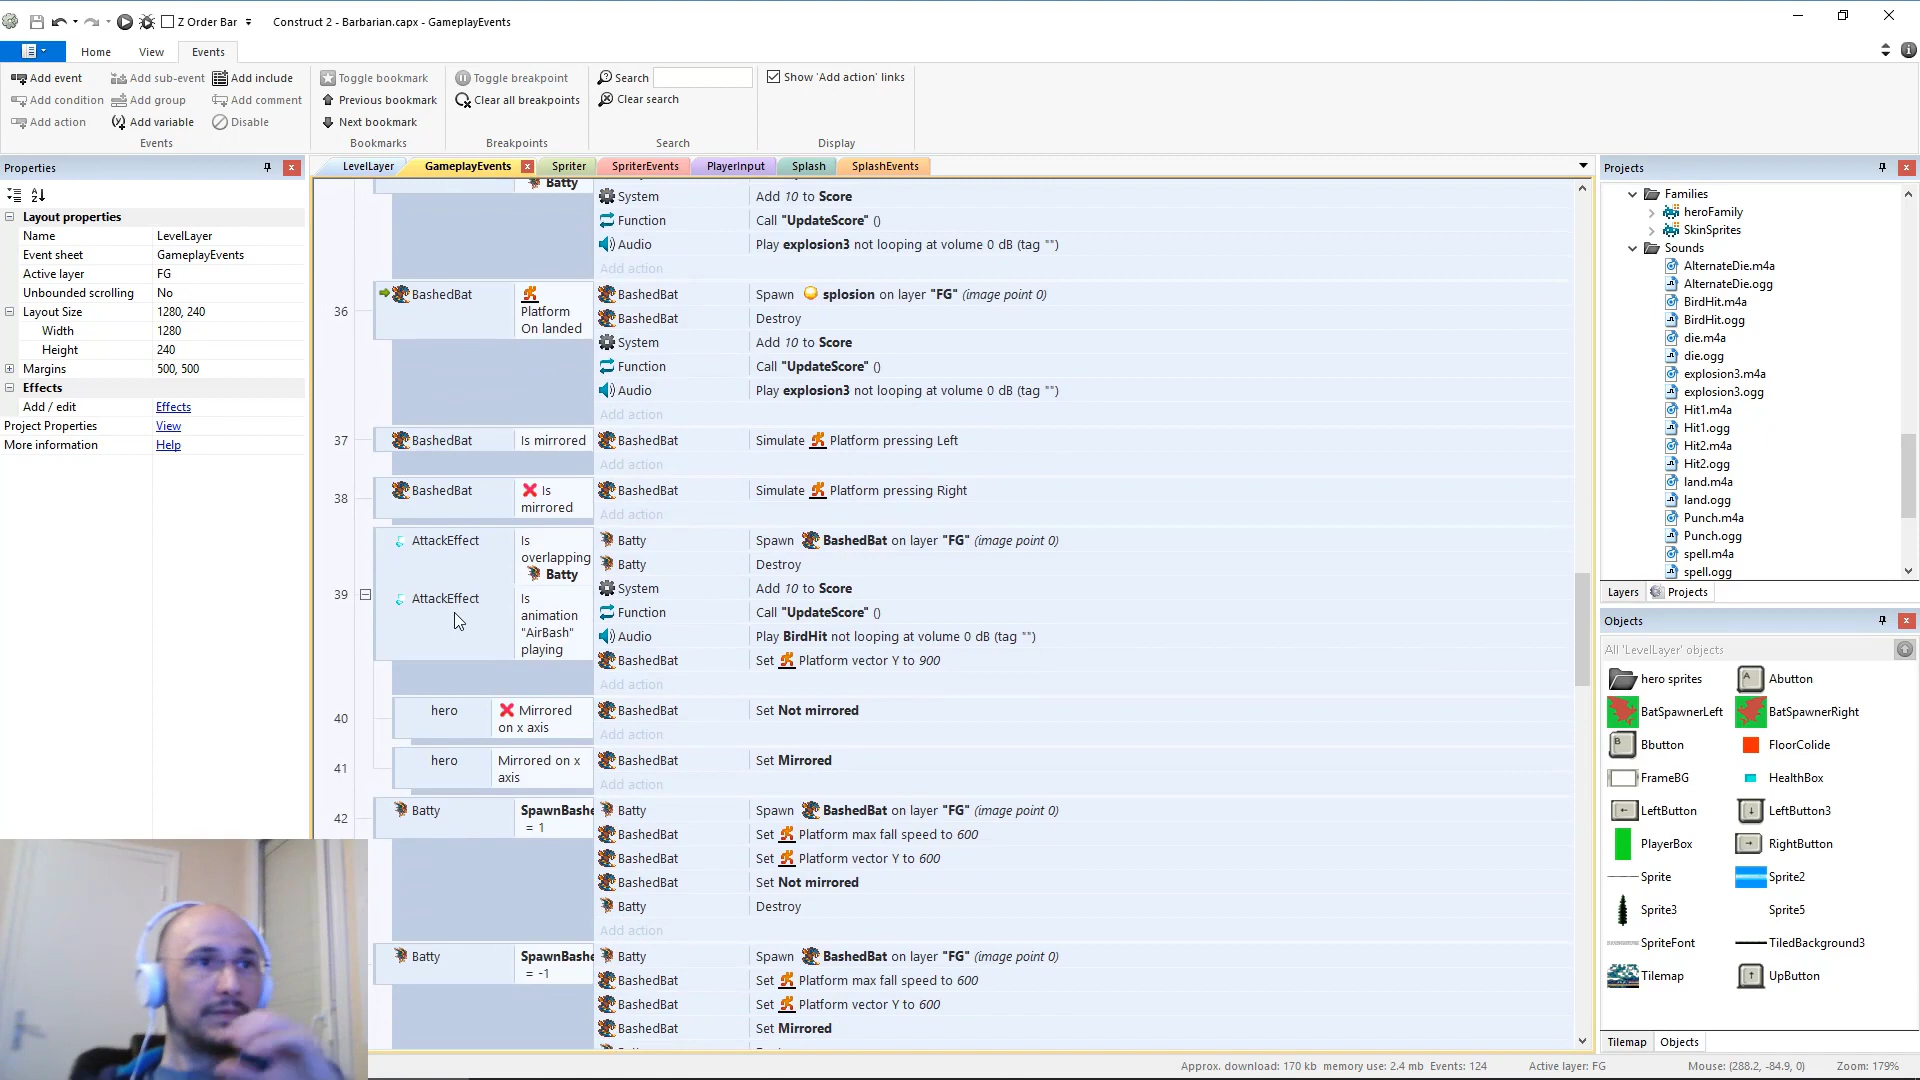 Z Order Bar
Construct 2 - Barbarian.capx - GameplayEvents
Home
View
Events
Add event
Add sub-event
Add include
Add condition
Add group
Add comment
Add action
Add variable
Disable
Events
Toggle bookmark
Previous bookmark
Next bookmark
Bookmarks
Toggle breakpoint
Clear all breakpoints
Breakpoints
Search
Clear search
Search
Show 'Add action' links
Display
Properties
Layout properties
Name LevelLayer
Event sheet GameplayEvents
Active layer FG
Unbounded scrolling No
Layout Size 1280, 240
Width 1280
Height 240
Margins 500, 500
Effects
Add / edit Effects
Project Properties View
More information Help
LevelLayer
GameplayEvents
Spriter
SpriterEvents
PlayerInput
Splash
SplashEvents
Batty
System Add 10 to Score
Function Call "UpdateScore" ()
Audio Play explosion3 not looping at volume 0 dB (tag "")
Add action
36
BashedBat
Platform
On landed
BashedBat Spawn splosion on layer "FG" (image point 0)
BashedBat Destroy
System Add 10 to Score
Function Call "UpdateScore" ()
Audio Play explosion3 not looping at volume 0 dB (tag "")
Add action
37
BashedBat Is mirrored
BashedBat Simulate Platform pressing Left
Add action
38
BashedBat Is
mirrored
BashedBat Simulate Platform pressing Right
Add action
39
AttackEffect Is
overlapping
Batty
AttackEffect Is
animation
"AirBash"
playing
Batty Spawn BashedBat on layer "FG" (image point 0)
Batty Destroy
System Add 10 to Score
Function Call "UpdateScore" ()
Audio Play BirdHit not looping at volume 0 dB (tag "")
BashedBat Set Platform vector Y to 900
Add action
40
hero Mirrored
on x axis
BashedBat Set Not mirrored
Add action
41
hero Mirrored on x
axis
BashedBat Set Mirrored
Add action
42
Batty SpawnBashe
= 1
Batty Spawn BashedBat on layer "FG" (image point 0)
BashedBat Set Platform max fall speed to 600
BashedBat Set Platform vector Y to 600
BashedBat Set Not mirrored
Batty Destroy
Add action
Batty SpawnBashe
= -1
Batty Spawn BashedBat on layer "FG" (image point 0)
BashedBat Set Platform max fall speed to 600
BashedBat Set Platform vector Y to 600
BashedBat Set Mirrored
Projects
Families
heroFamily
SkinSprites
Sounds
AlternateDie.m4a
AlternateDie.ogg
BirdHit.m4a
BirdHit.ogg
die.m4a
die.ogg
explosion3.m4a
explosion3.ogg
Hit1.m4a
Hit1.ogg
Hit2.m4a
Hit2.ogg
land.m4a
land.ogg
Punch.m4a
Punch.ogg
spell.m4a
spell.ogg
Layers
Projects
Objects
All 'LevelLayer' objects
hero sprites
Abutton
BatSpawnerLeft
BatSpawnerRight
Bbutton
FloorColide
FrameBG
HealthBox
LeftButton
LeftButton3
PlayerBox
RightButton
Sprite
Sprite2
Sprite3
Sprite5
SpriteFont
TiledBackground3
Tilemap
UpButton
Tilemap
Objects
Approx. download: 170 kb memory use: 2.4 mb Events: 124
Active layer: FG
Mouse: (288.2, -84.9, 0)
Zoom: 179%